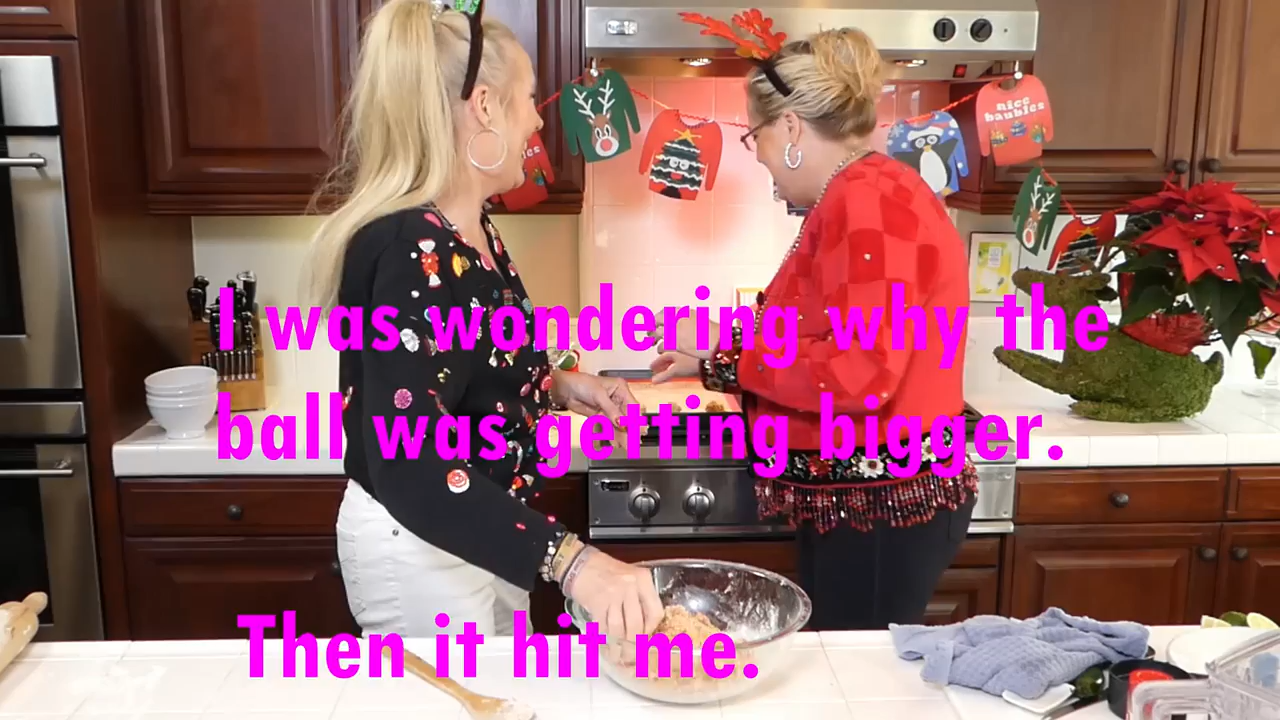 nice
baubles
I was wondering why the
ball was getting bigger.
Then it hit me.